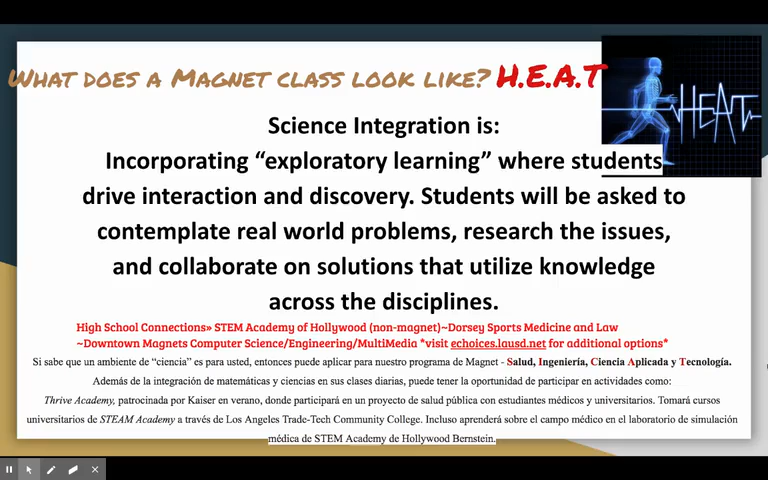 What does a Magnet class look like? H.E.A.T
HEAT
Science Integration is:
Incorporating “exploratory learning” where students
drive interaction and discovery. Students will be asked to
contemplate real world problems, research the issues,
and collaborate on solutions that utilize knowledge
across the disciplines.
High School Connections» STEM Academy of Hollywood (non-magnet)~Dorsey Sports Medicine and Law
~Downtown Magnets Computer Science/Engineering/MultiMedia *visit echoices.lausd.net for additional options*
Si sabe que un ambiente de “ciencia” es para usted, entonces puede aplicar para nuestro programa de Magnet - Salud, Ingeniería, Ciencia Aplicada y Tecnología.
Además de la integración de matemáticas y ciencias en sus clases diarias, puede tener la oportunidad de participar en actividades como:
Thrive Academy, patrocinada por Kaiser en verano, donde participará en un proyecto de salud pública con estudiantes médicos y universitarios. Tomará cursos
universitarios de STEAM Academy a través de Los Angeles Trade-Tech Community College. Incluso aprenderá sobre el campo médico en el laboratorio de simulación
médica de STEM Academy de Hollywood Bernstein.